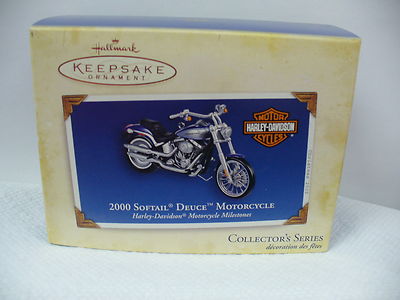 Hallmark
KEEPSAKE
ORNAMENT
MOTOR
HARLEY-DAVIDSON
CYCLES
2000 SOFTAIL® DEUCE™ MOTORCYCLE
Harley-Davidson® Motorcycle Milestones
COLLECTOR'S SERIES
décoration des fêtes